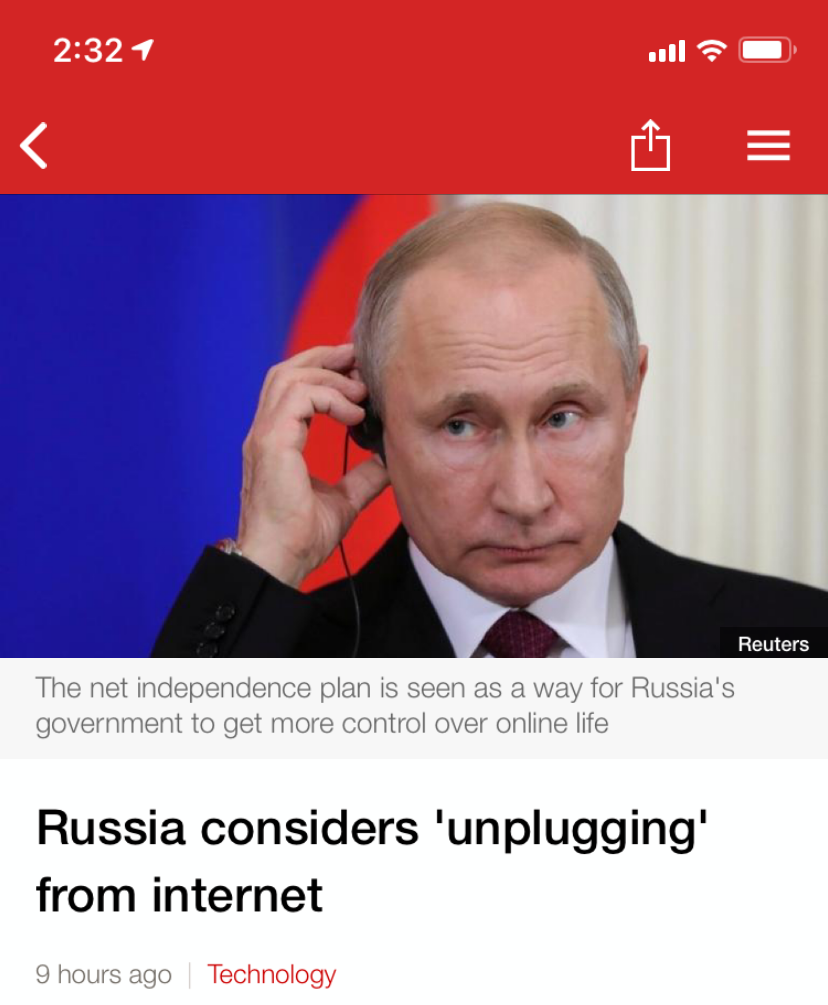 2:32
Reuters
The net independence plan is seen as a way for Russia's
government to get more control over online life
Russia considers 'unplugging'
from internet
9 hours ago | Technology